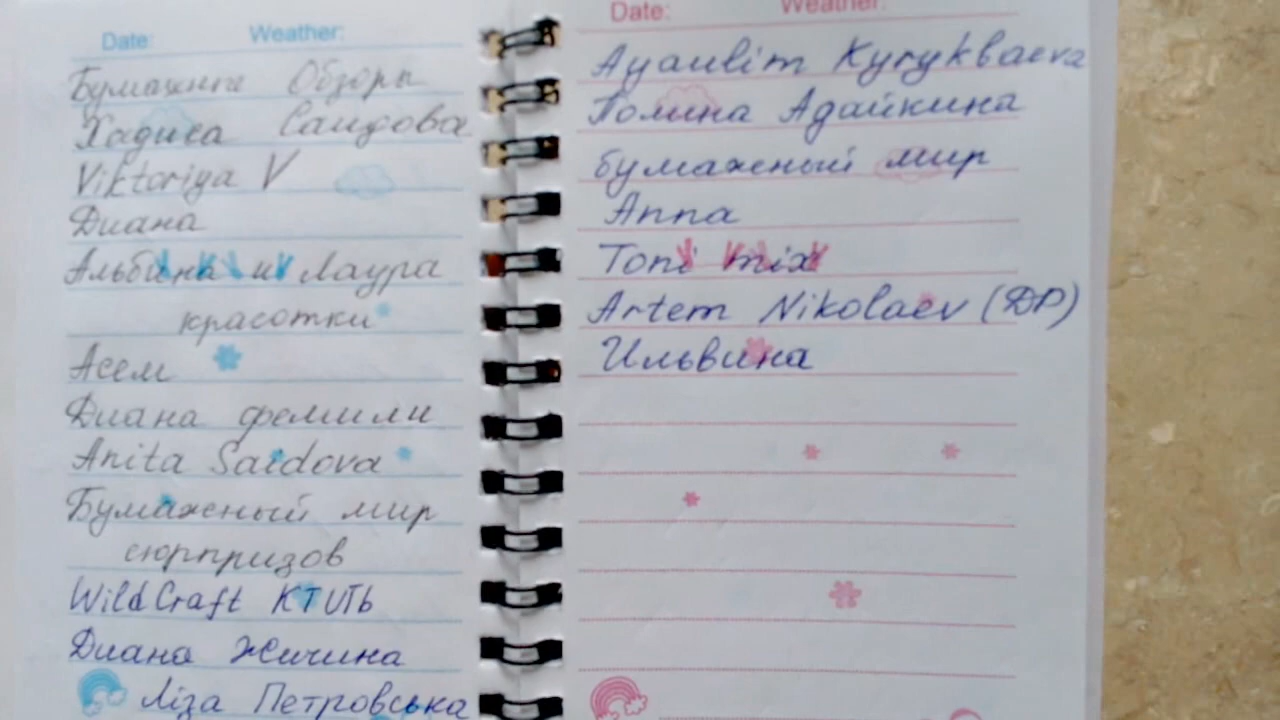 Date: Weather:
Бумажные Обзоры
Хадиса Саидова
Viktoriya V
Диана
Альбина и Лаура
красотки
Асем
Диана фемили
Anita Saidova
Бумажный мир
сюрпризов
WildCraft КТИТЬ
Диана Жичина
Ліза Петровська
Date: Weather:
Ayaulim Kyrykbaeva
Полина Адайкина
бумажный мир
Anna
Toni mix
Artem Nikolaev (DP)
Ильвина